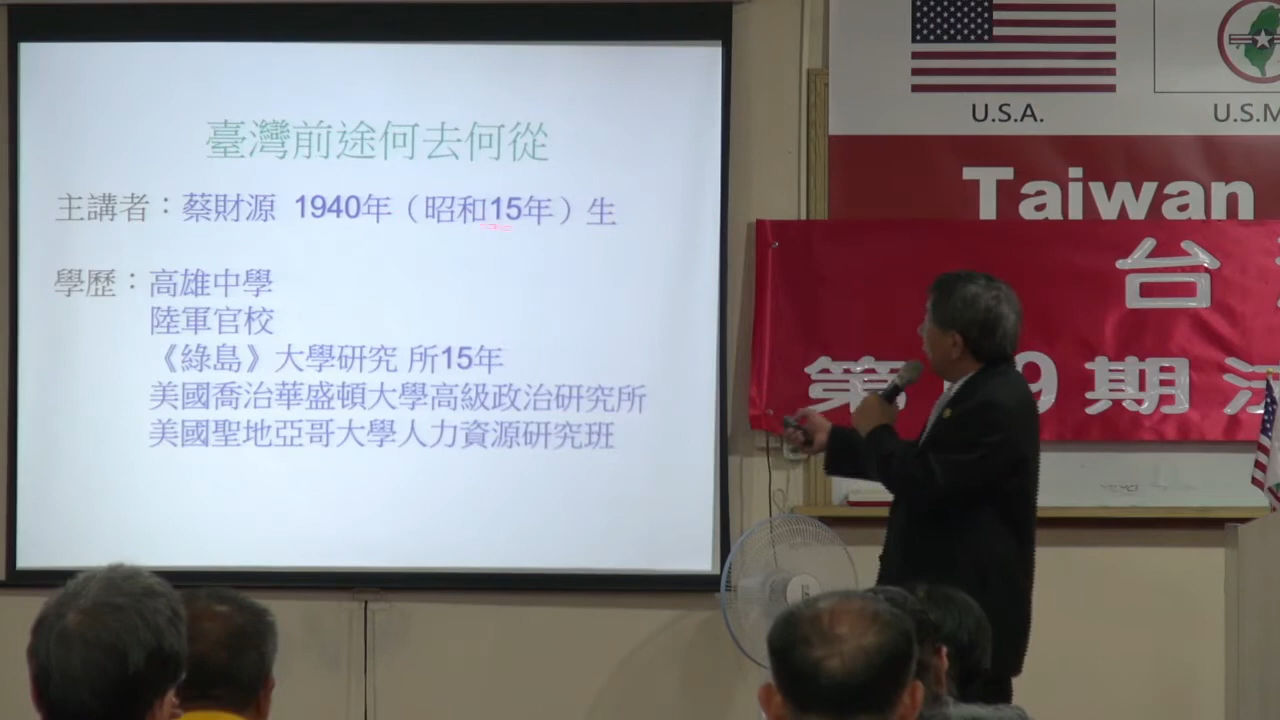 臺灣前途何去何從
主講者：蔡財源 1940年（昭和15年）生
學歷：高雄中學
陸軍官校
《綠島》大學研究 所15年
美國喬治華盛頓大學高級政治研究所
美國聖地亞哥大學人力資源研究班
U.S.A.
U.S.M
Taiwan
台
第 9期